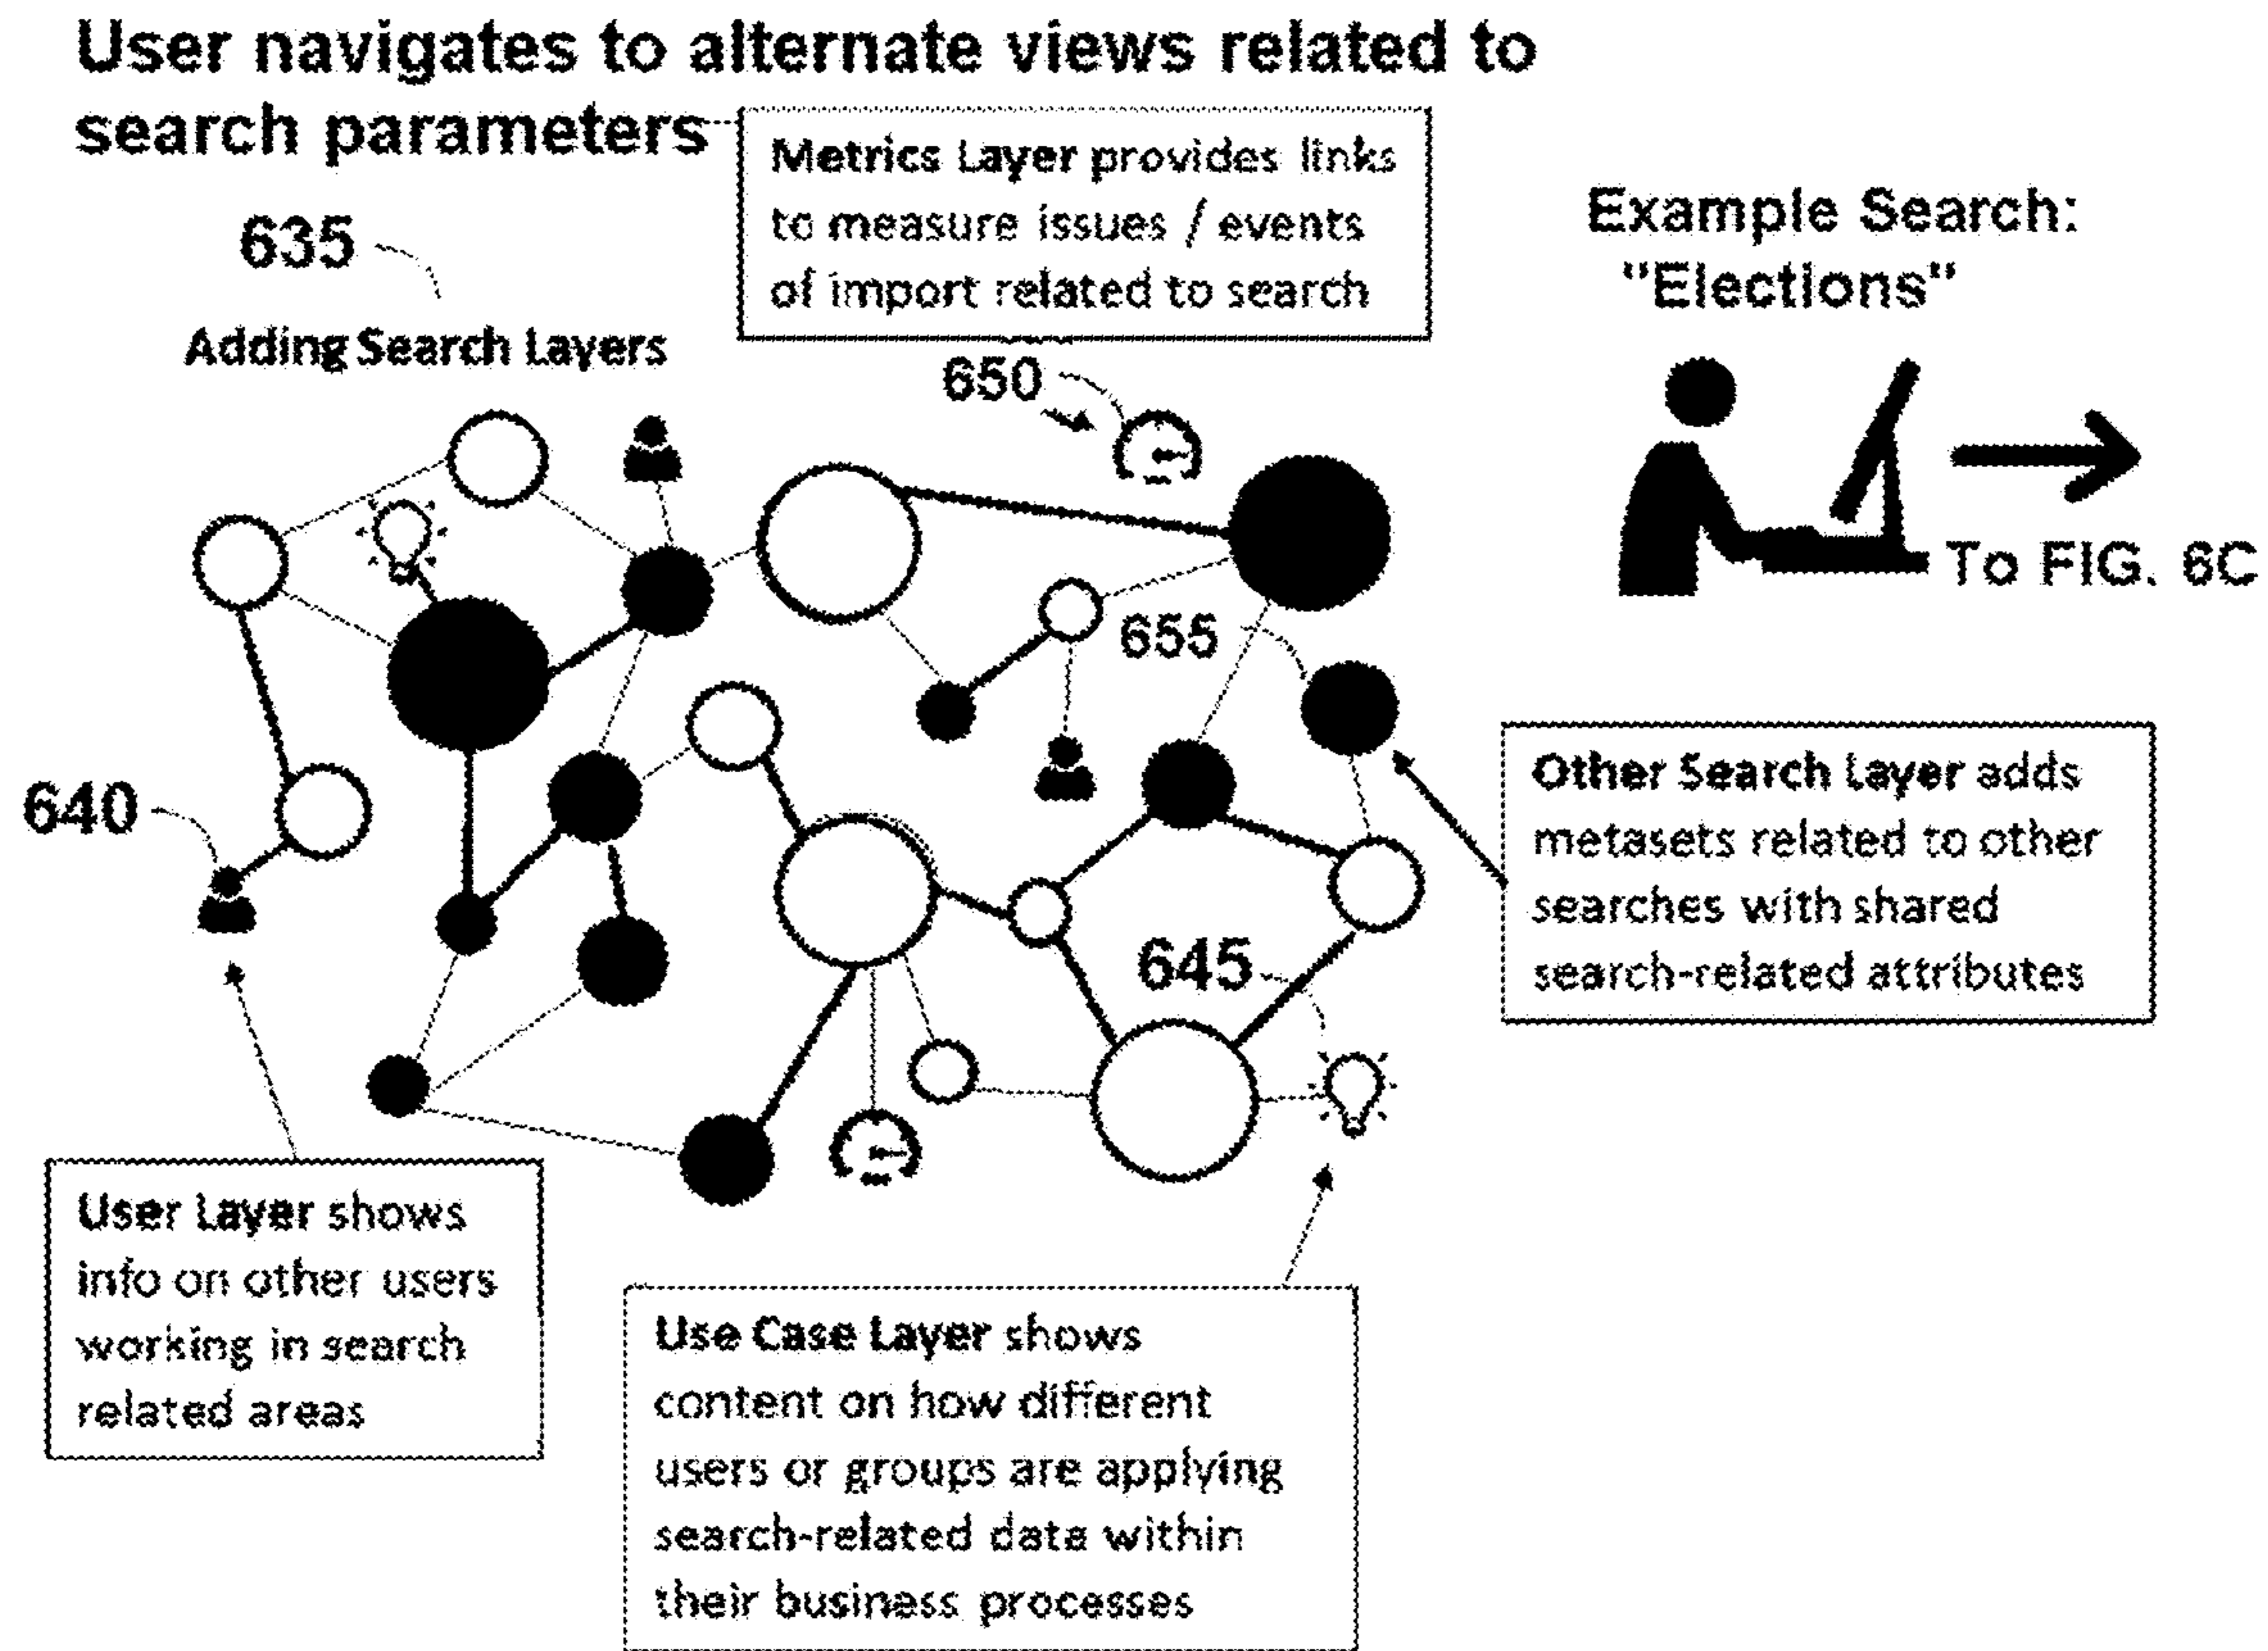 User navigates to alternate views related to
search parameters
Metrics Layer provides links
to measure issues / events
of import related to search
635
Adding Search Layers
650
Example Search:
"Elections"
To FIG. 6C
655
640
Other Search Layer adds
metasets related to other
searches with shared
search-related attributes
645
User Layer shows
info on other users
working in search
related areas
Use Case Layer shows
content on how different
users or groups are applying
search-related data within
their business processes